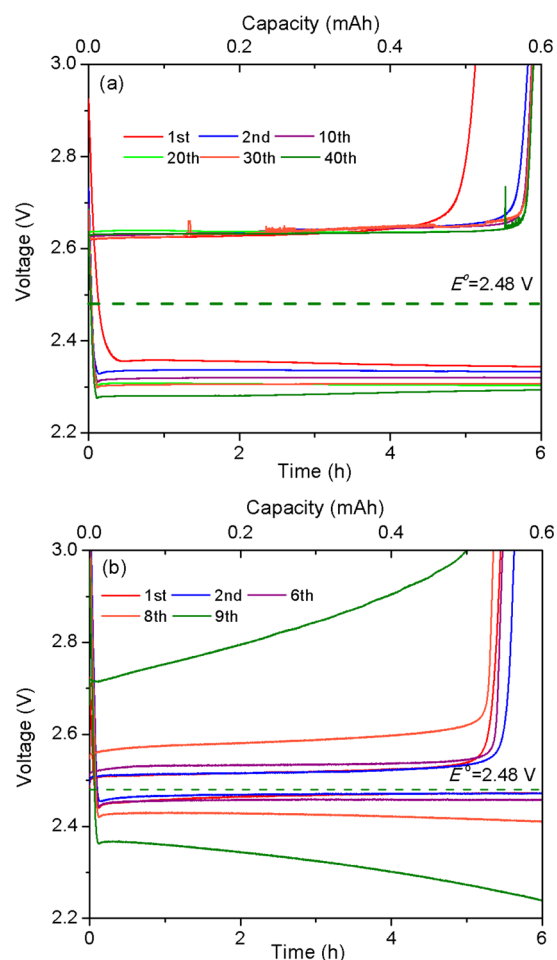 Capacity (mAh)
0.0 0.2 0.4 0.6
3.0
(a)
1st 2nd 10th
20th 30th 40th
2.8
2.6
E°=2.48 V
2.4
2.2
Voltage (V)
0 2 4 6
Time (h)
Capacity (mAh)
0.0 0.2 0.4 0.6
3.0
(b)
1st 2nd 6th
8th 9th
2.8
2.6
E°=2.48 V
2.4
2.2
Voltage (V)
0 2 4 6
Time (h)